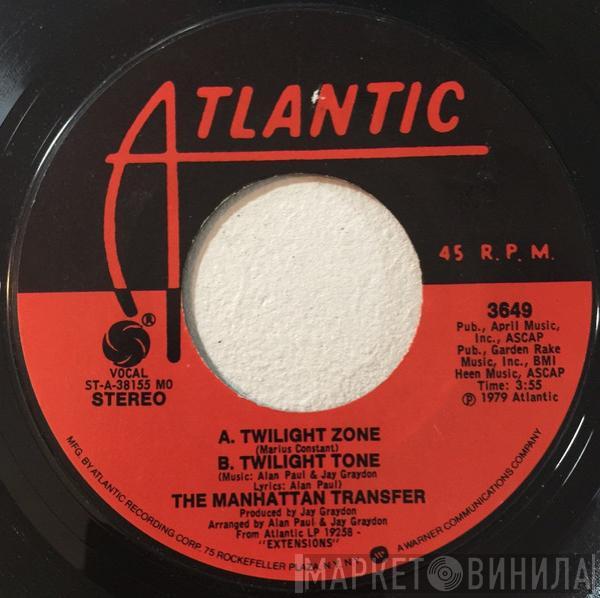 ATLANTIC
45 R. P. M.
®
VOCAL
ST-A-38155 MO
STEREO
3649
Pub., April Music,
Inc., ASCAP
Pub., Garden Rake
Music, Inc., BMI
Heen Music, ASCAP
Time: 3:55
℗ 1979 Atlantic
A. TWILIGHT ZONE
(Marius Constant)
B. TWILIGHT TONE
(Music: Alan Paul & Jay Graydon
Lyrics: Alan Paul)
THE MANHATTAN TRANSFER
Produced by Jay Graydon
Arranged by Alan Paul & Jay Graydon
From Atlantic LP 19258 -
"EXTENSIONS"
MFG. BY ATLANTIC RECORDING CORP. 75 ROCKEFELLER PLAZA N.Y. N.Y.
A WARNER COMMUNICATIONS COMPANY
МАРКЕТ ВИНИЛА